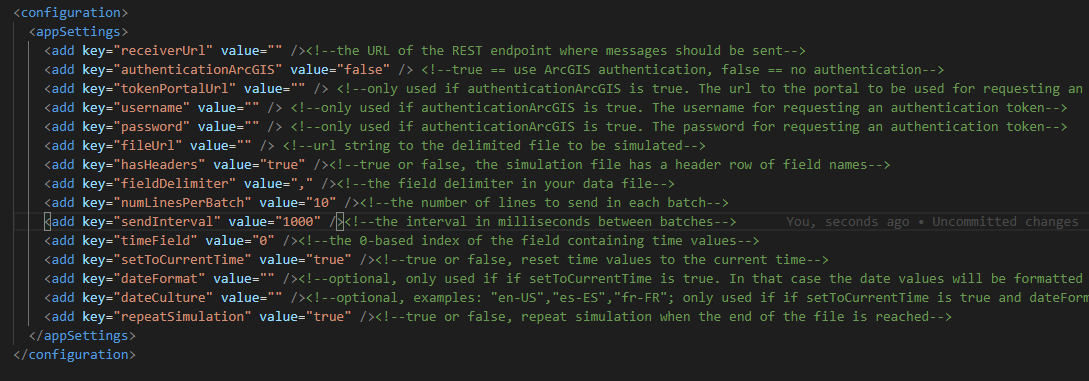 <configuration>
<appSettings>
<add key="receiverUrl" value="" /><!--the URL of the REST endpoint where messages should be sent-->
<add key="authenticationArcGIS" value="false" /> <!--true == use ArcGIS authentication, false == no authentication-->
<add key="tokenPortalUrl" value="" /> <!--only used if authenticationArcGIS is true. The url to the portal to be used for requesting an
<add key="username" value="" /> <!--only used if authenticationArcGIS is true. The username for requesting an authentication token-->
<add key="password" value="" /> <!--only used if authenticationArcGIS is true. The password for requesting an authentication token-->
<add key="fileUrl" value="" /> <!--url string to the delimited file to be simulated-->
<add key="hasHeaders" value="true" /><!--true or false, the simulation file has a header row of field names-->
<add key="fieldDelimiter" value="," /><!--the field delimiter in your data file-->
<add key="numLinesPerBatch" value="10" /><!--the number of lines to send in each batch-->
<add key="sendInterval" value="1000" /><!--the interval in milliseconds between batches--> You, seconds ago • Uncommitted changes
<add key="timeField" value="0" /><!--the 0-based index of the field containing time values-->
<add key="setToCurrentTime" value="true" /><!--true or false, reset time values to the current time-->
<add key="dateFormat" value="" /><!--optional, only used if if setToCurrentTime is true. In that case the date values will be formatted
<add key="dateCulture" value="" /><!--optional, examples: "en-US","es-ES","fr-FR"; only used if if setToCurrentTime is true and dateForm
<add key="repeatSimulation" value="true" /><!--true or false, repeat simulation when the end of the file is reached-->
</appSettings>
</configuration>